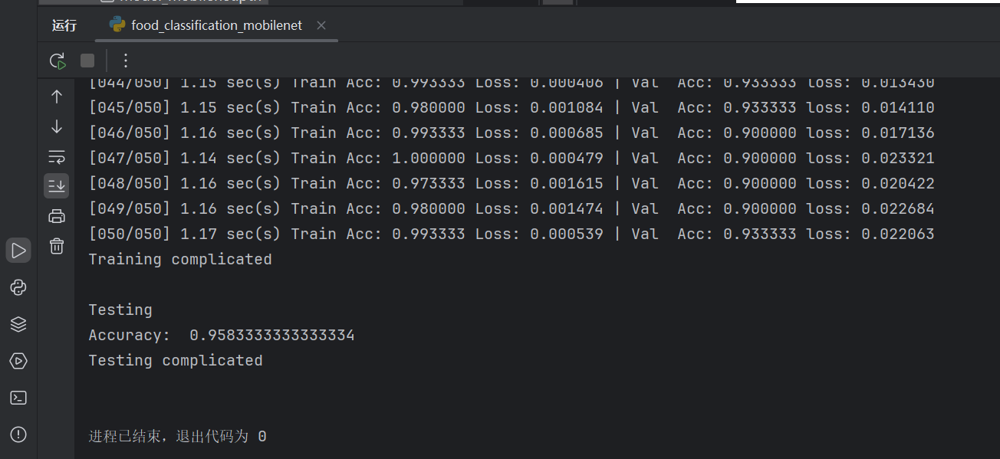 运行 food_classification_mobilenet
[044/050] 1.15 sec(s) Train Acc: 0.993333 Loss: 0.000406 | Val  Acc: 0.933333 loss: 0.013430
[045/050] 1.15 sec(s) Train Acc: 0.980000 Loss: 0.001084 | Val  Acc: 0.933333 loss: 0.014110
[046/050] 1.16 sec(s) Train Acc: 0.993333 Loss: 0.000685 | Val  Acc: 0.900000 loss: 0.017136
[047/050] 1.14 sec(s) Train Acc: 1.000000 Loss: 0.000479 | Val  Acc: 0.900000 loss: 0.023321
[048/050] 1.16 sec(s) Train Acc: 0.973333 Loss: 0.001615 | Val  Acc: 0.900000 loss: 0.020422
[049/050] 1.16 sec(s) Train Acc: 0.980000 Loss: 0.001474 | Val  Acc: 0.900000 loss: 0.022684
[050/050] 1.17 sec(s) Train Acc: 0.993333 Loss: 0.000539 | Val  Acc: 0.933333 loss: 0.022063
Training complicated
Testing
Accuracy:  0.9583333333333334
Testing complicated
进程已结束，退出代码为 0